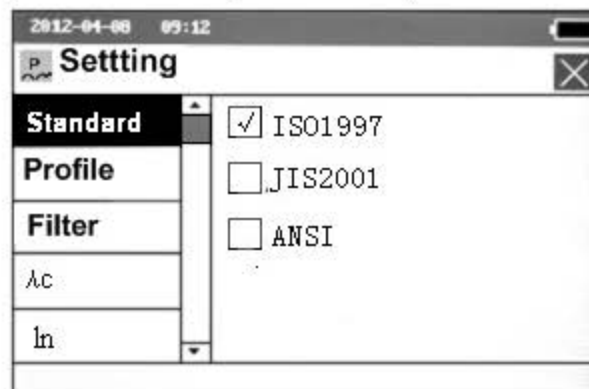 2012-04-08 09:12
P Settting
Standard
Profile
Filter
λc
ln
ISO1997
JIS2001
ANSI